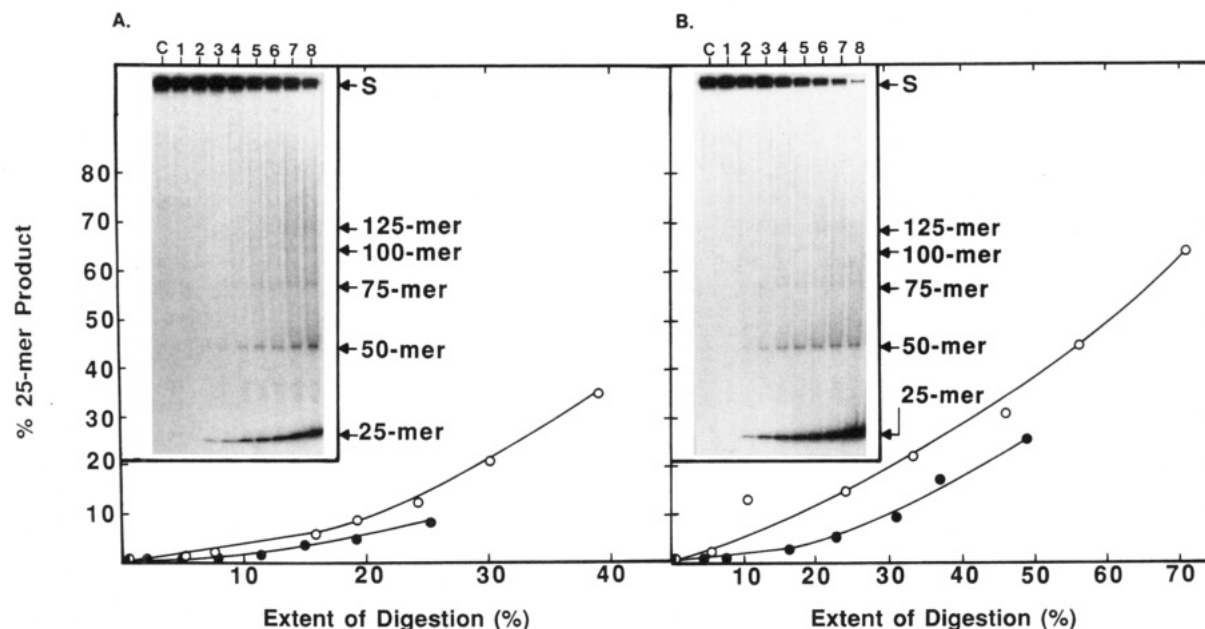 A.
C 1 2 3 4 5 6 7 8
S
125-mer
100-mer
75-mer
50-mer
25-mer
80
70
60
50
40
30
20
10
% 25-mer Product
10 20 30 40
Extent of Digestion (%)
B.
C 1 2 3 4 5 6 7 8
S
125-mer
100-mer
75-mer
50-mer
25-mer
10 20 30 40 50 60 70
Extent of Digestion (%)